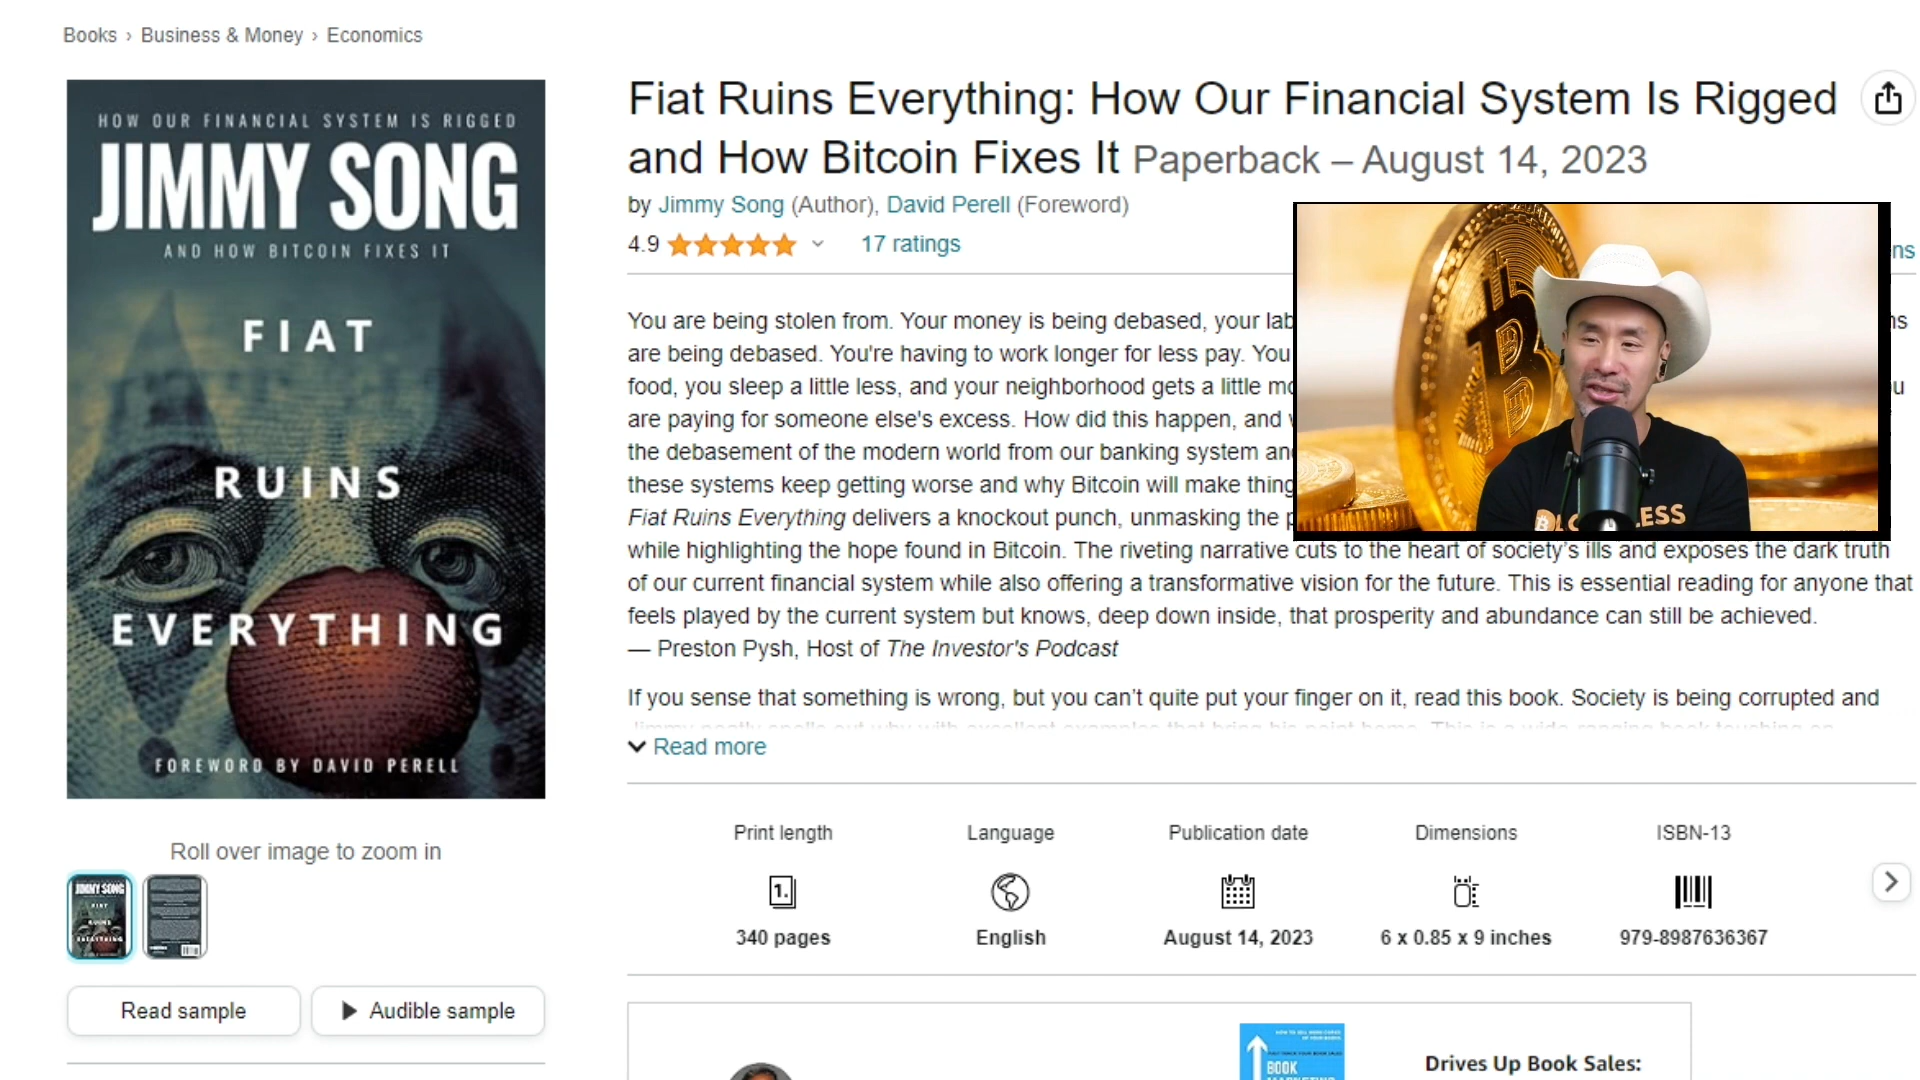 Books › Business & Money › Economics
HOW OUR FINANCIAL SYSTEM IS RIGGED
JIMMY SONG
AND HOW BITCOIN FIXES IT
FIAT
RUINS
EVERYTHING
FOREWORD BY DAVID PERELL
Roll over image to zoom in
JIMMY SONG
FIAT
RUINS
EVERYTHING
Read sample
Audible sample
Fiat Ruins Everything: How Our Financial System Is Rigged
and How Bitcoin Fixes It Paperback – August 14, 2023
by Jimmy Song (Author), David Perell (Foreword)
4.9 17 ratings
ns
You are being stolen from. Your money is being debased, your lab
are being debased. You're having to work longer for less pay. You
food, you sleep a little less, and your neighborhood gets a little mo
are paying for someone else's excess. How did this happen, and
the debasement of the modern world from our banking system and
these systems keep getting worse and why Bitcoin will make thing
Fiat Ruins Everything delivers a knockout punch, unmasking the p
while highlighting the hope found in Bitcoin. The riveting narrative cuts to the heart of society's ills and exposes the dark truth
of our current financial system while also offering a transformative vision for the future. This is essential reading for anyone that
feels played by the current system but knows, deep down inside, that prosperity and abundance can still be achieved.
— Preston Pysh, Host of The Investor's Podcast
If you sense that something is wrong, but you can’t quite put your finger on it, read this book. Society is being corrupted and
Read more
Print length
1.
340 pages
Language
English
Publication date
August 14, 2023
Dimensions
6 x 0.85 x 9 inches
ISBN-13
979-8987636367
BOOK
Drives Up Book Sales: